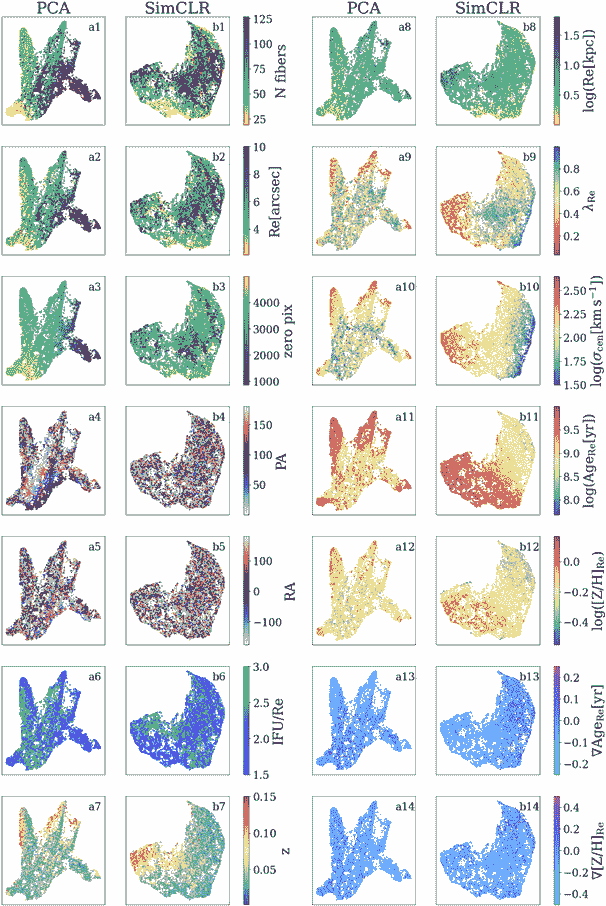 PCA SimCLR PCA SimCLR
a1 b1 125 100 75 50 25 N fibers
a8 b8 1.5 1.0 0.5 log(Re[kpc])
a2 b2 10 8 6 4 Re[arcsec]
a9 b9 0.8 0.6 0.4 0.2 λRe
a3 b3 4000 3000 2000 1000 zero pix
a10 b10 2.50 2.25 2.00 1.75 1.50 log(σcen[km s⁻¹])
a4 b4 150 100 50 PA
a11 b11 9.5 9.0 8.5 8.0 log(AgeRe[yr])
a5 b5 100 0 −100 RA
a12 b12 0.0 −0.2 −0.4 log([Z/H]Re)
a6 b6 3.0 2.5 2.0 1.5 IFU/Re
a13 b13 0.2 0.1 0.0 −0.1 −0.2 ∇AgeRe[yr]
a7 b7 0.15 0.10 0.05 z
a14 b14 0.4 0.2 0.0 −0.2 −0.4 ∇[Z/H]Re